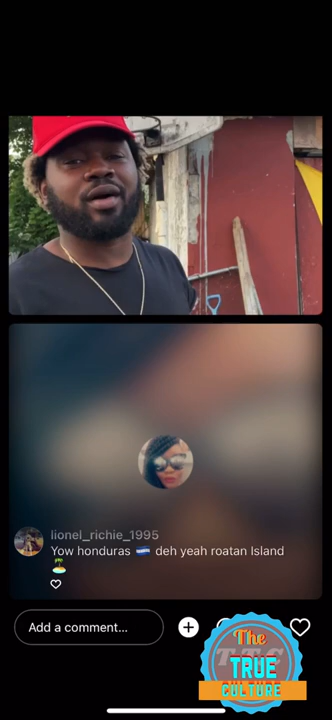 lionel_richie_1995
Yow honduras 🇭🇳 deh yeah roatan Island
🏝️
Add a comment...
The
TRUE
CULTURE